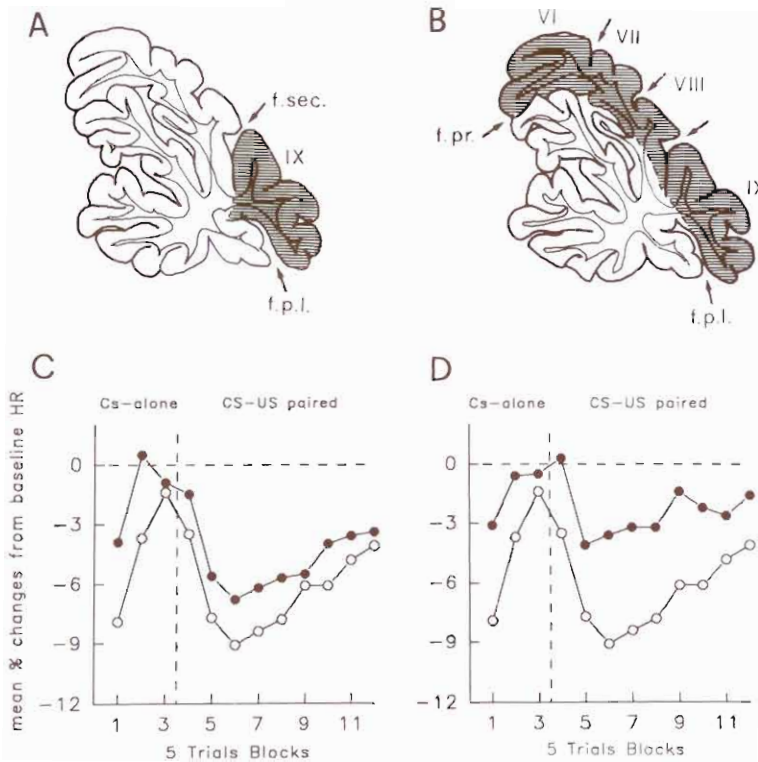 A
f.sec.
IX
f.p.l.
B
VI
VII
VIII
f.pr.
IX
f.p.l.
C
Cs-alone CS-US paired
mean % changes from baseline HR
0
-3
-6
-9
-12
1 3 5 7 9 11
5 Trials Blocks
D
Cs-alone CS-US paired
0
-3
-6
-9
-12
1 3 5 7 9 11
5 Trials Blocks